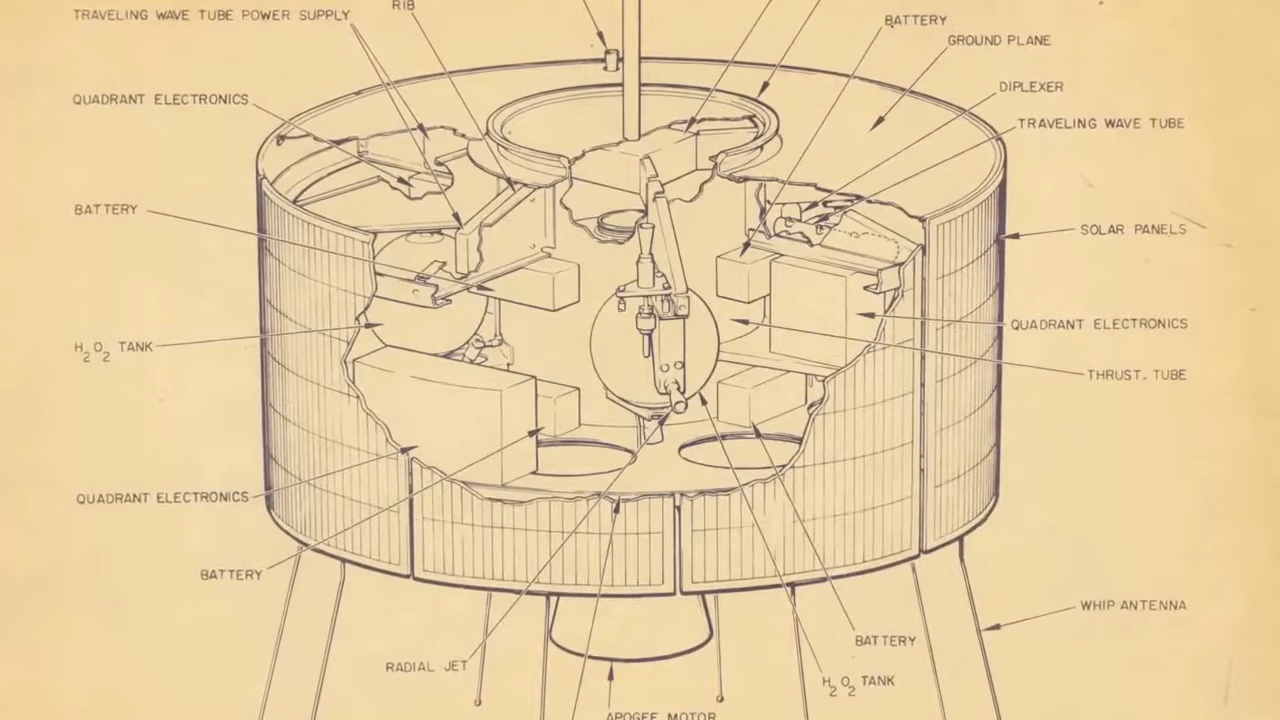 TRAVELING WAVE TUBE POWER SUPPLY
RIB
BATTERY
GROUND PLANE
QUADRANT ELECTRONICS
DIPLEXER
TRAVELING WAVE TUBE
BATTERY
SOLAR PANELS
QUADRANT ELECTRONICS
H2O2 TANK
THRUST TUBE
QUADRANT ELECTRONICS
BATTERY
WHIP ANTENNA
BATTERY
RADIAL JET
H2O2 TANK
APOGEE MOTOR